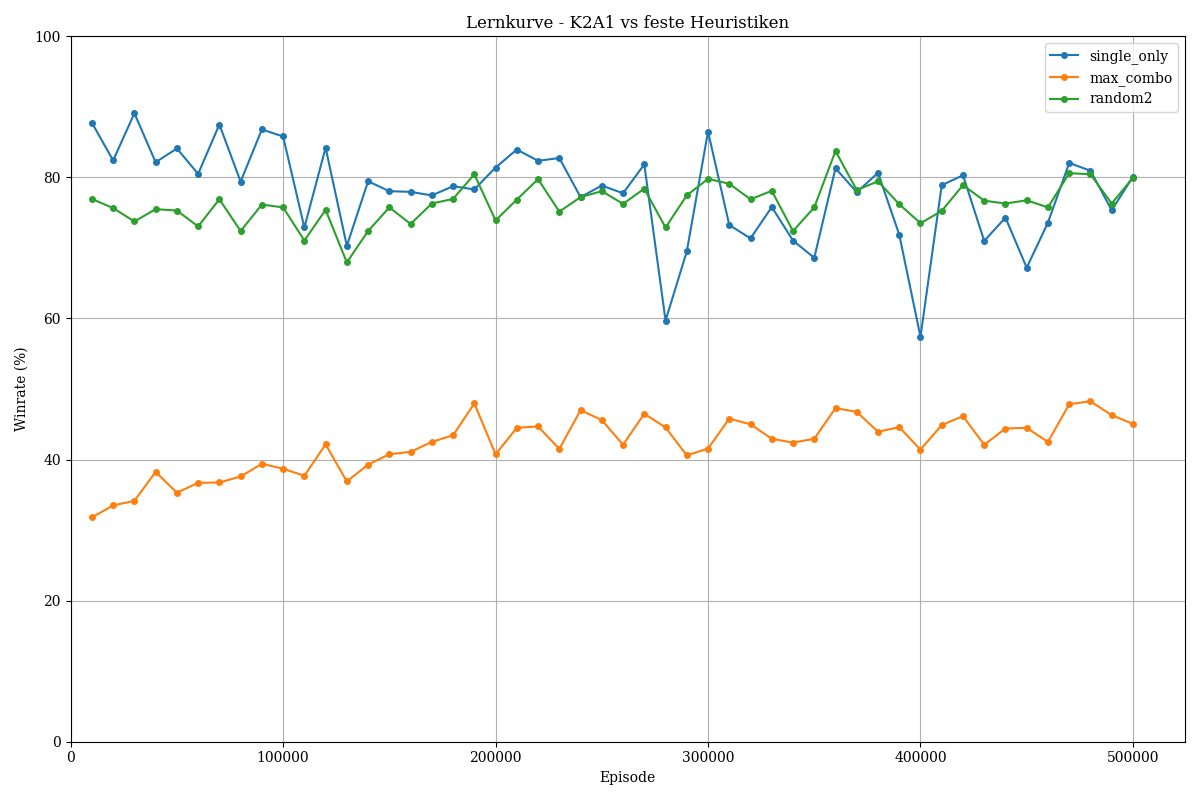 Lernkurve - K2A1 vs feste Heuristiken
100
80
60
40
20
0
Winrate (%)
single_only
max_combo
random2
0
100000
200000
300000
400000
500000
Episode